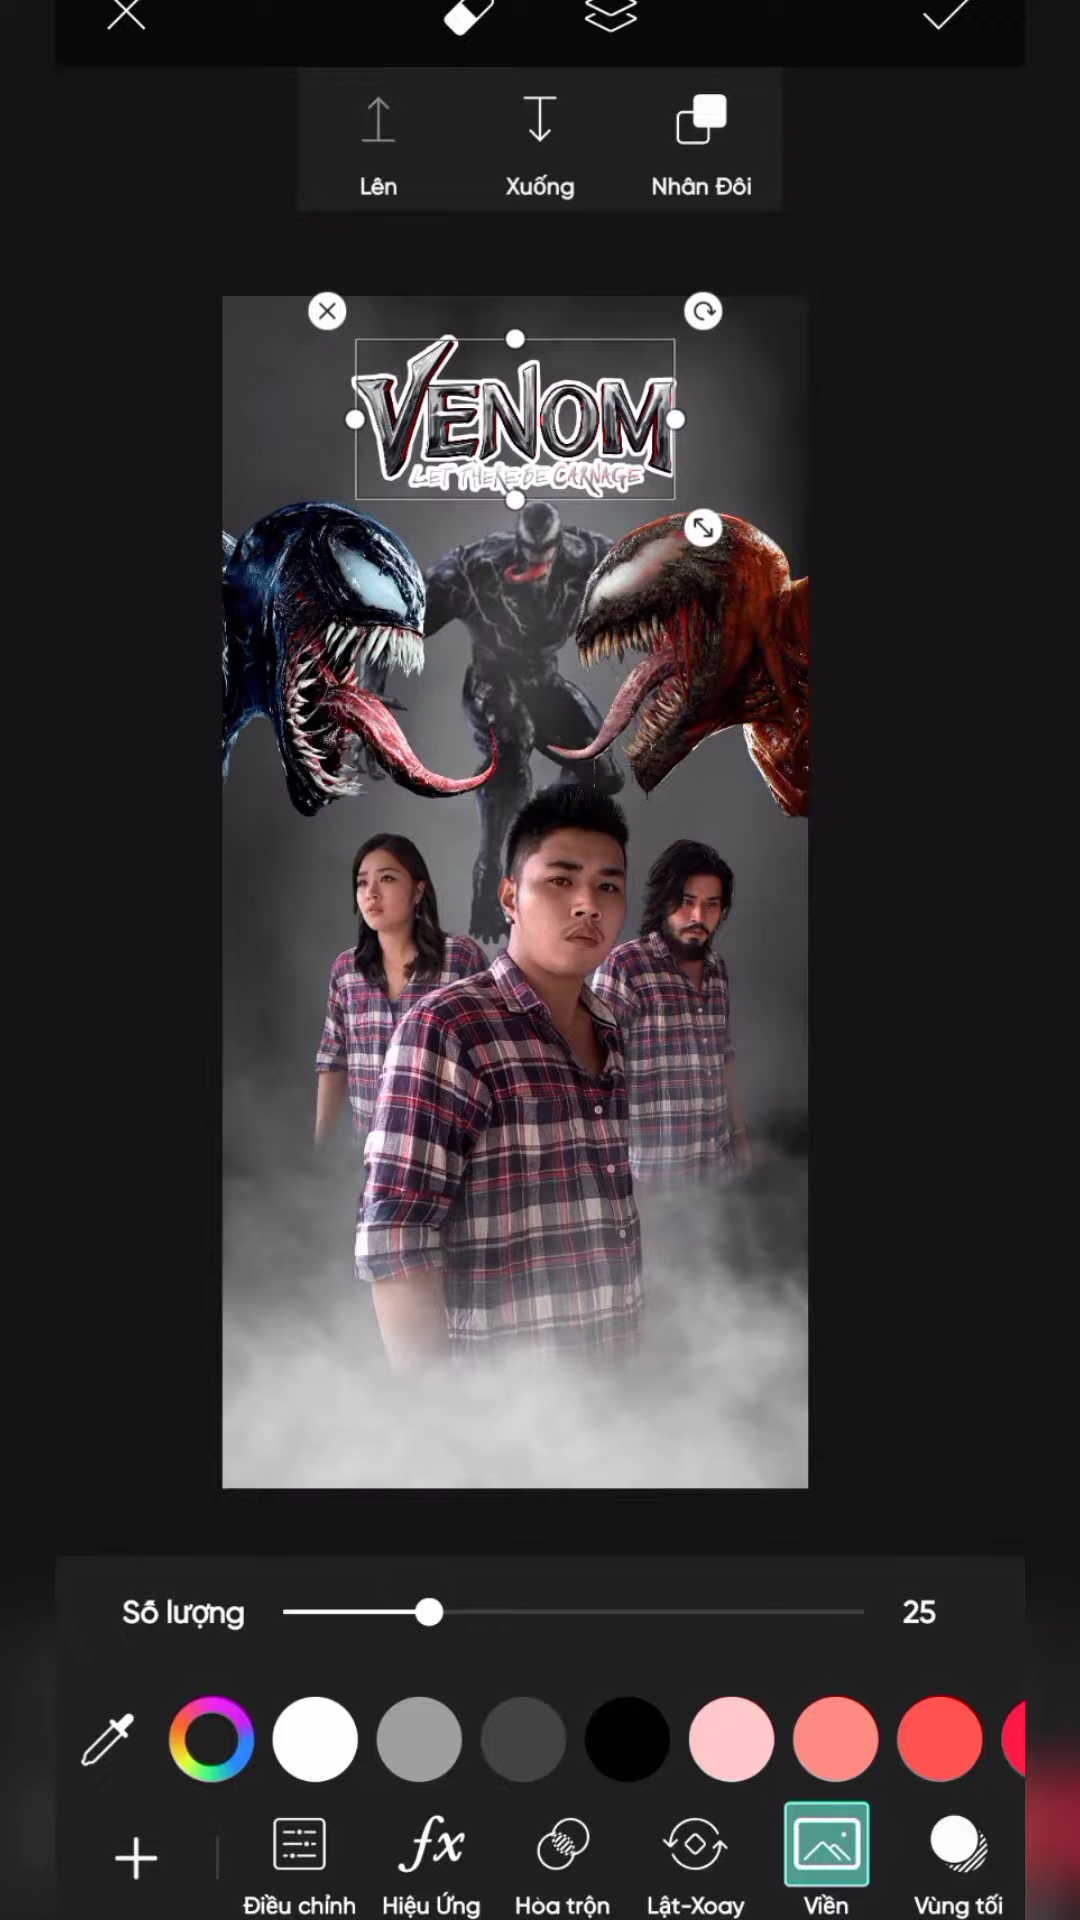 Lên
Xuống
Nhân Đôi
VENOM
LET THERE BE CARNAGE
Số lượng
25
Điều chỉnh
Hiệu Ứng
Hòa trộn
Lật-Xoay
Viền
Vùng tối